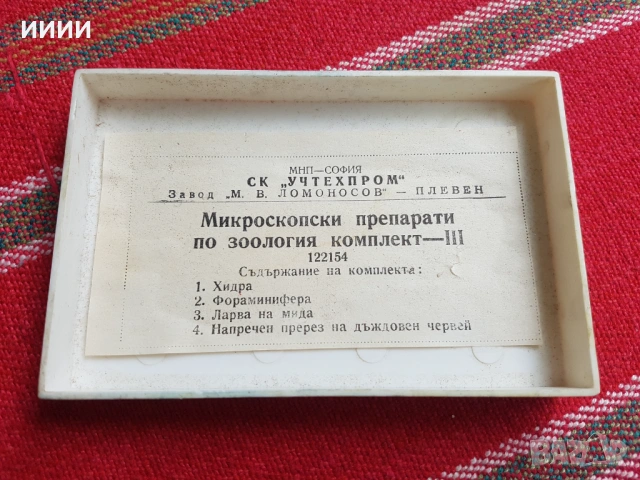 ииии
МНП—СОФИЯ
СК „УЧТЕХПРОМ"
Завод „М. В. ЛОМОНОСОВ" — ПЛЕВЕН
Микроскопски препарати
по зоология комплект—III
122154
Съдържание на комплекта:
1. Хидра
2. Фораминифера
3. Ларва на мида
4. Напречен пререз на дъждовен червей